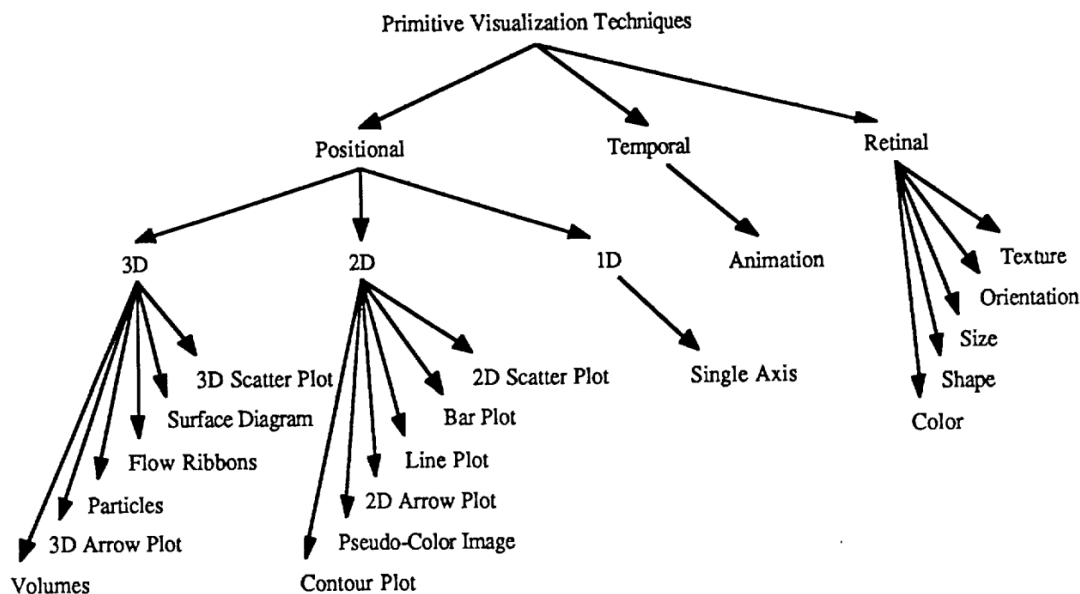 Primitive Visualization Techniques
Positional
Temporal
Retinal
3D
2D
1D
Animation
Texture
Orientation
Size
Shape
Color
3D Scatter Plot
Surface Diagram
Flow Ribbons
Particles
3D Arrow Plot
Volumes
2D Scatter Plot
Bar Plot
Line Plot
2D Arrow Plot
Pseudo-Color Image
Contour Plot
Single Axis